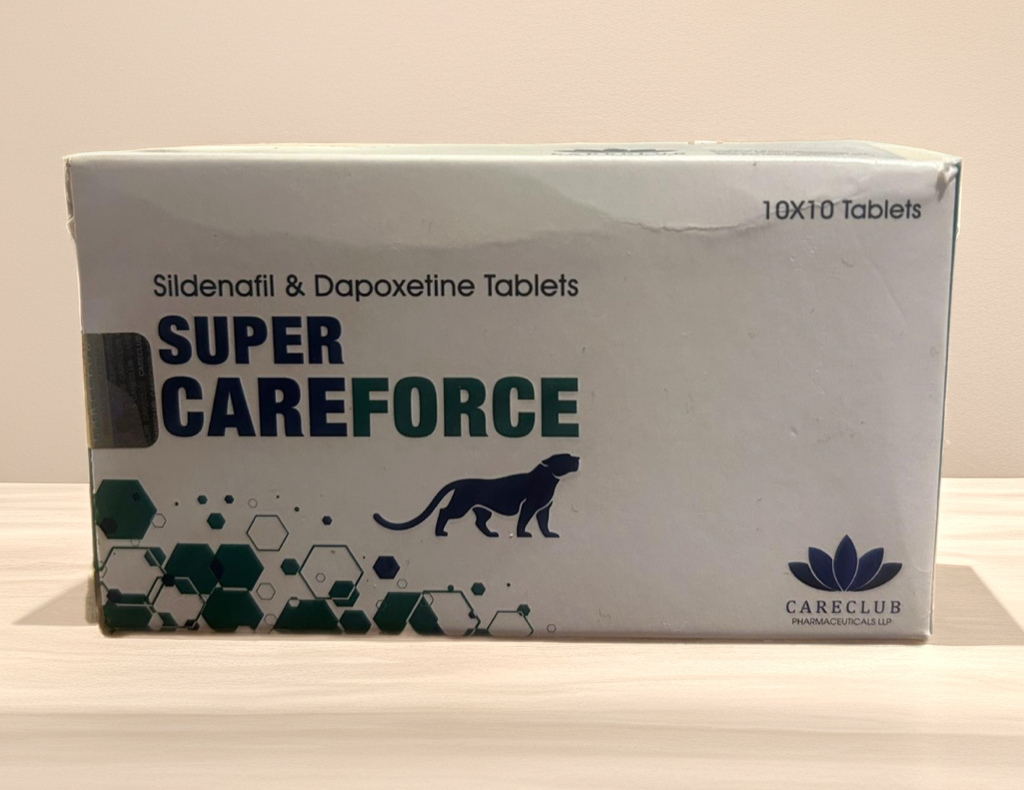 10X10 Tablets
Sildenafil & Dapoxetine Tablets
SUPER
CAREFORCE
CARECLUB
PHARMACEUTICALS LLP